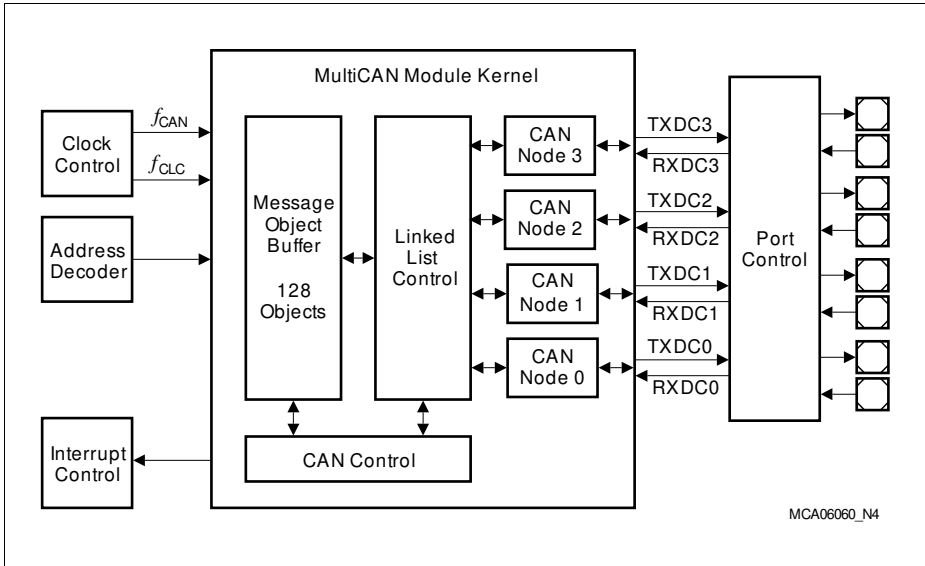 MultiCAN Module Kernel
fCAN
Clock
Control
fCLC
Address
Decoder
Interrupt
Control
Message
Object
Buffer
128
Objects
Linked
List
Control
CAN Control
CAN
Node 3
CAN
Node 2
CAN
Node 1
CAN
Node 0
TXDC3
RXDC3
TXDC2
RXDC2
TXDC1
RXDC1
TXDC0
RXDC0
Port
Control
MCA06060_N4